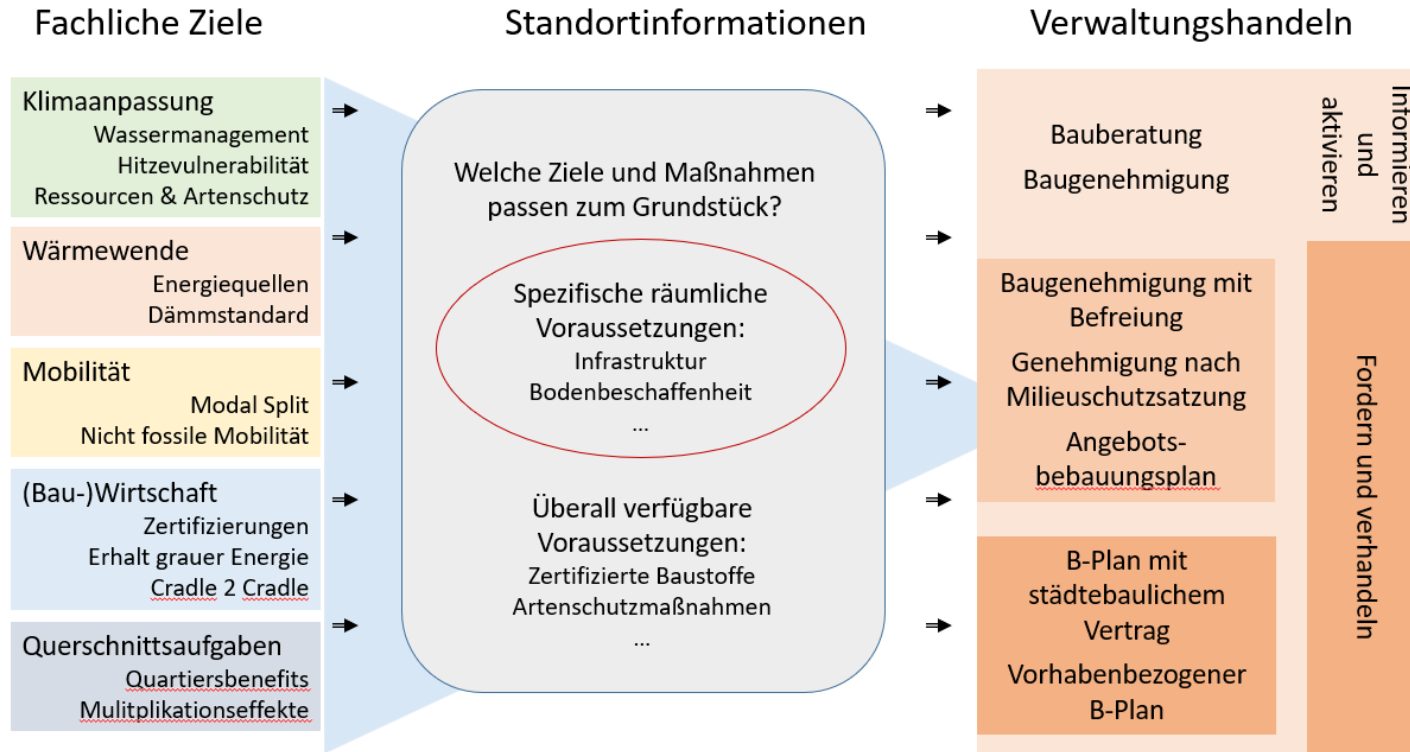 Fachliche Ziele
Klimaanpassung
Wassermanagement
Hitzevulnerabilität
Ressourcen & Artenschutz
Wärmewende
Energiequellen
Dämmstandard
Mobilität
Modal Split
Nicht fossile Mobilität
(Bau-)Wirtschaft
Zertifizierungen
Erhalt grauer Energie
Cradle 2 Cradle
Querschnittsaufgaben
Quartiersbenefits
Mulitplikationseffekte
Standortinformationen
Welche Ziele und Maßnahmen
passen zum Grundstück?
Spezifische räumliche
Voraussetzungen:
Infrastruktur
Bodenbeschaffenheit
...
Überall verfügbare
Voraussetzungen:
Zertifizierte Baustoffe
Artenschutzmaßnahmen
...
Verwaltungshandeln
Bauberatung
Baugenehmigung
Baugenehmigung mit
Befreiung
Genehmigung nach
Milieuschutzsatzung
Angebots-
bebauungsplan
B-Plan mit
städtebaulichem
Vertrag
Vorhabenbezogener
B-Plan
Informieren
und
aktivieren
Fordern und verhandeln